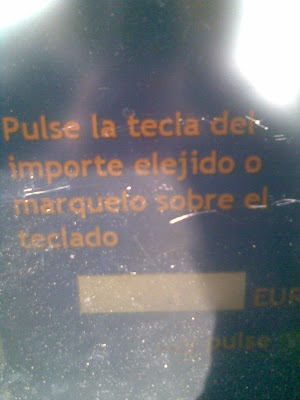 Pulse la tecla del
importe elejido o
marquelo sobre el
teclado
EUR
pulse